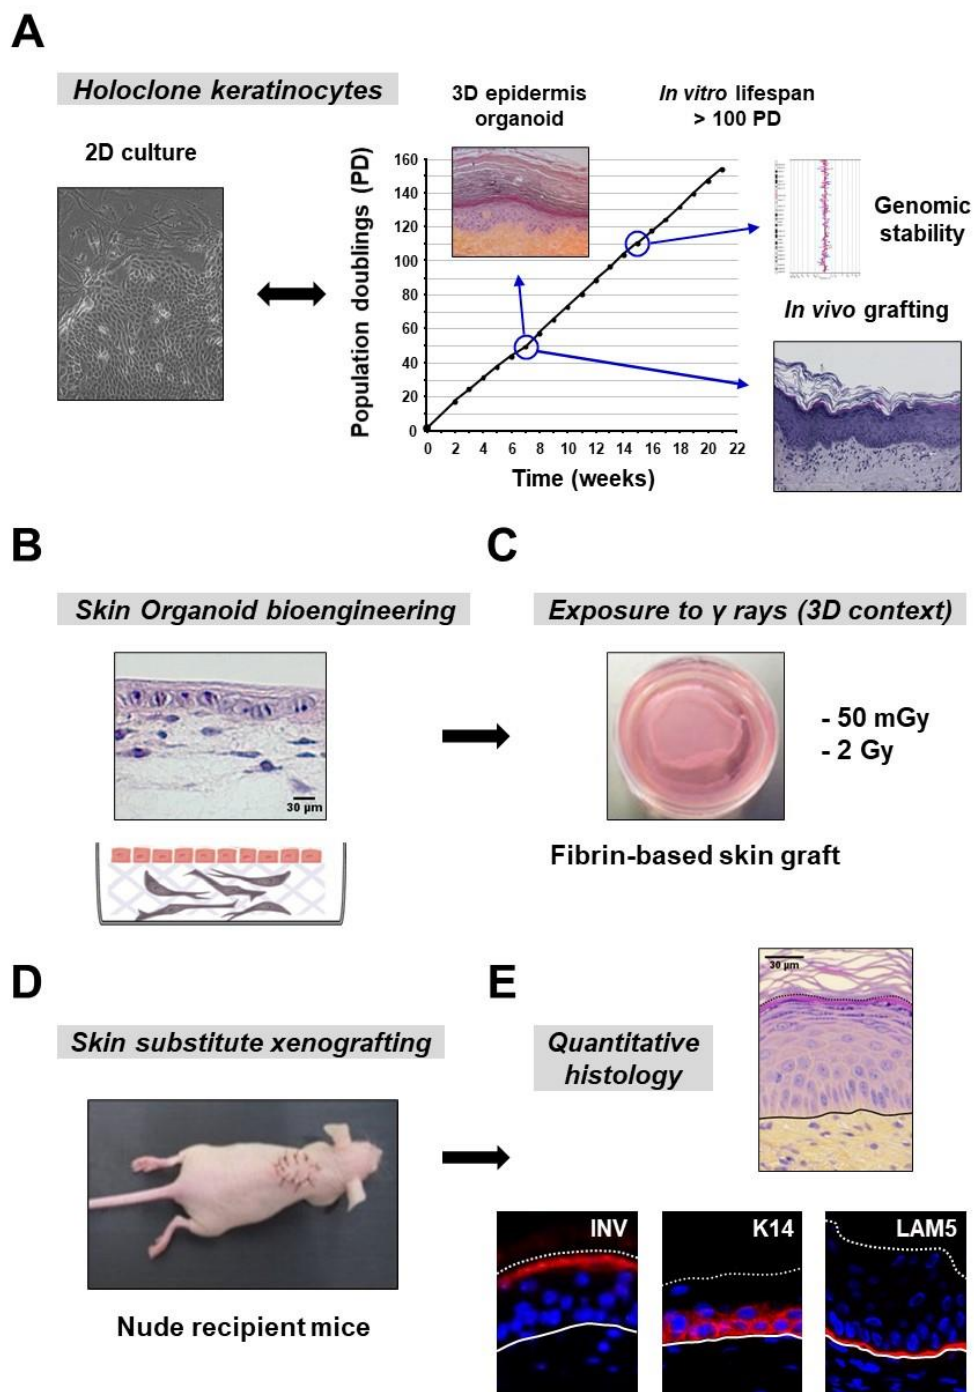 A
Holoclone keratinocytes
2D culture
3D epidermis
organoid
In vitro lifespan
> 100 PD
Population doublings (PD)
160
140
120
100
80
60
40
20
0
0 2 4 6 8 10 12 14 16 18 20 22
Time (weeks)
Genomic
stability
In vivo grafting
B
Skin Organoid bioengineering
30 µm
C
Exposure to γ rays (3D context)
- 50 mGy
- 2 Gy
Fibrin-based skin graft
D
Skin substitute xenografting
Nude recipient mice
E
Quantitative
histology
30 µm
INV
K14
LAM5